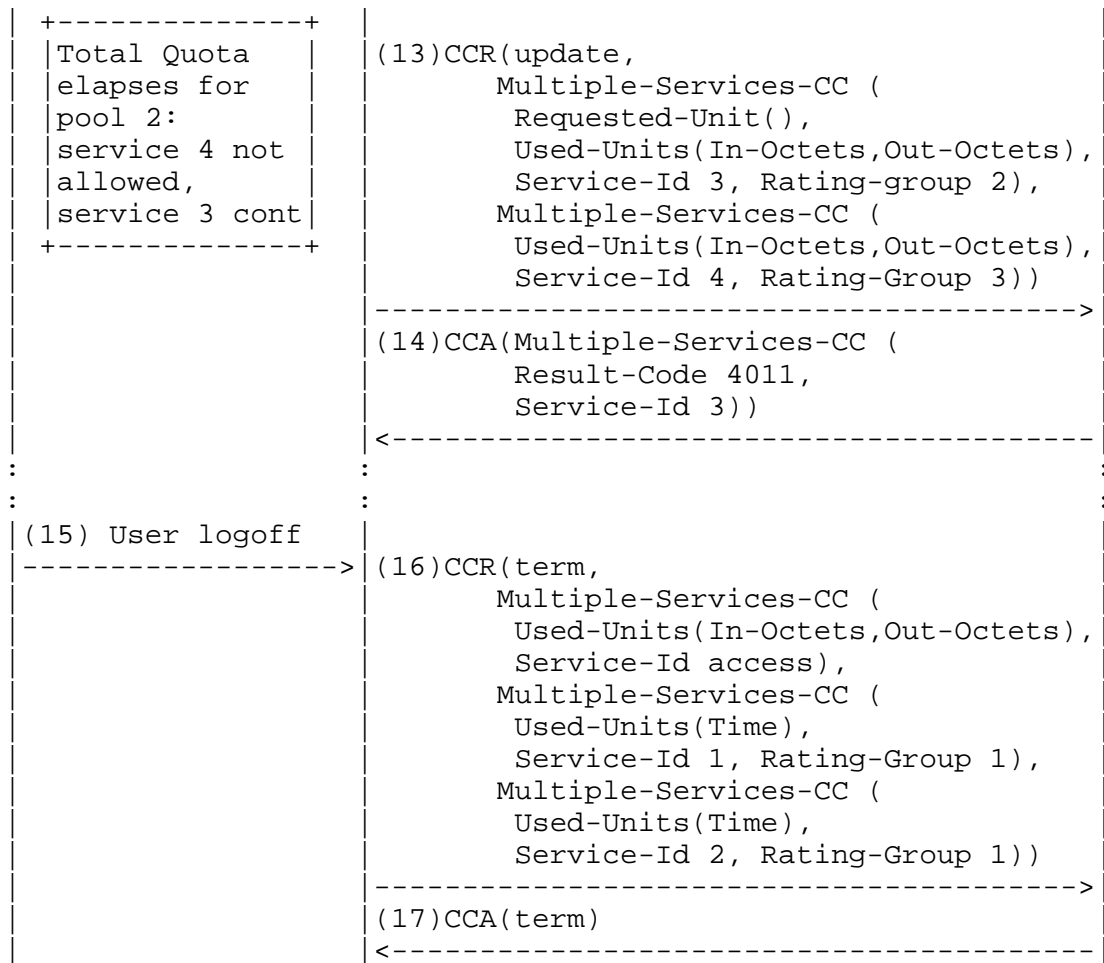 Total Quota
elapses for
pool 2:
service 4 not
allowed,
service 3 cont
(13)CCR(update,
Multiple-Services-CC (
Requested-Unit(),
Used-Units(In-Octets,Out-Octets),
Service-Id 3, Rating-group 2),
Multiple-Services-CC (
Used-Units(In-Octets,Out-Octets),
Service-Id 4, Rating-Group 3))
(14)CCA(Multiple-Services-CC (
Result-Code 4011,
Service-Id 3))
(15) User logoff
(16)CCR(term,
Multiple-Services-CC (
Used-Units(In-Octets,Out-Octets),
Service-Id access),
Multiple-Services-CC (
Used-Units(Time),
Service-Id 1, Rating-Group 1),
Multiple-Services-CC (
Used-Units(Time),
Service-Id 2, Rating-Group 1))
(17)CCA(term)